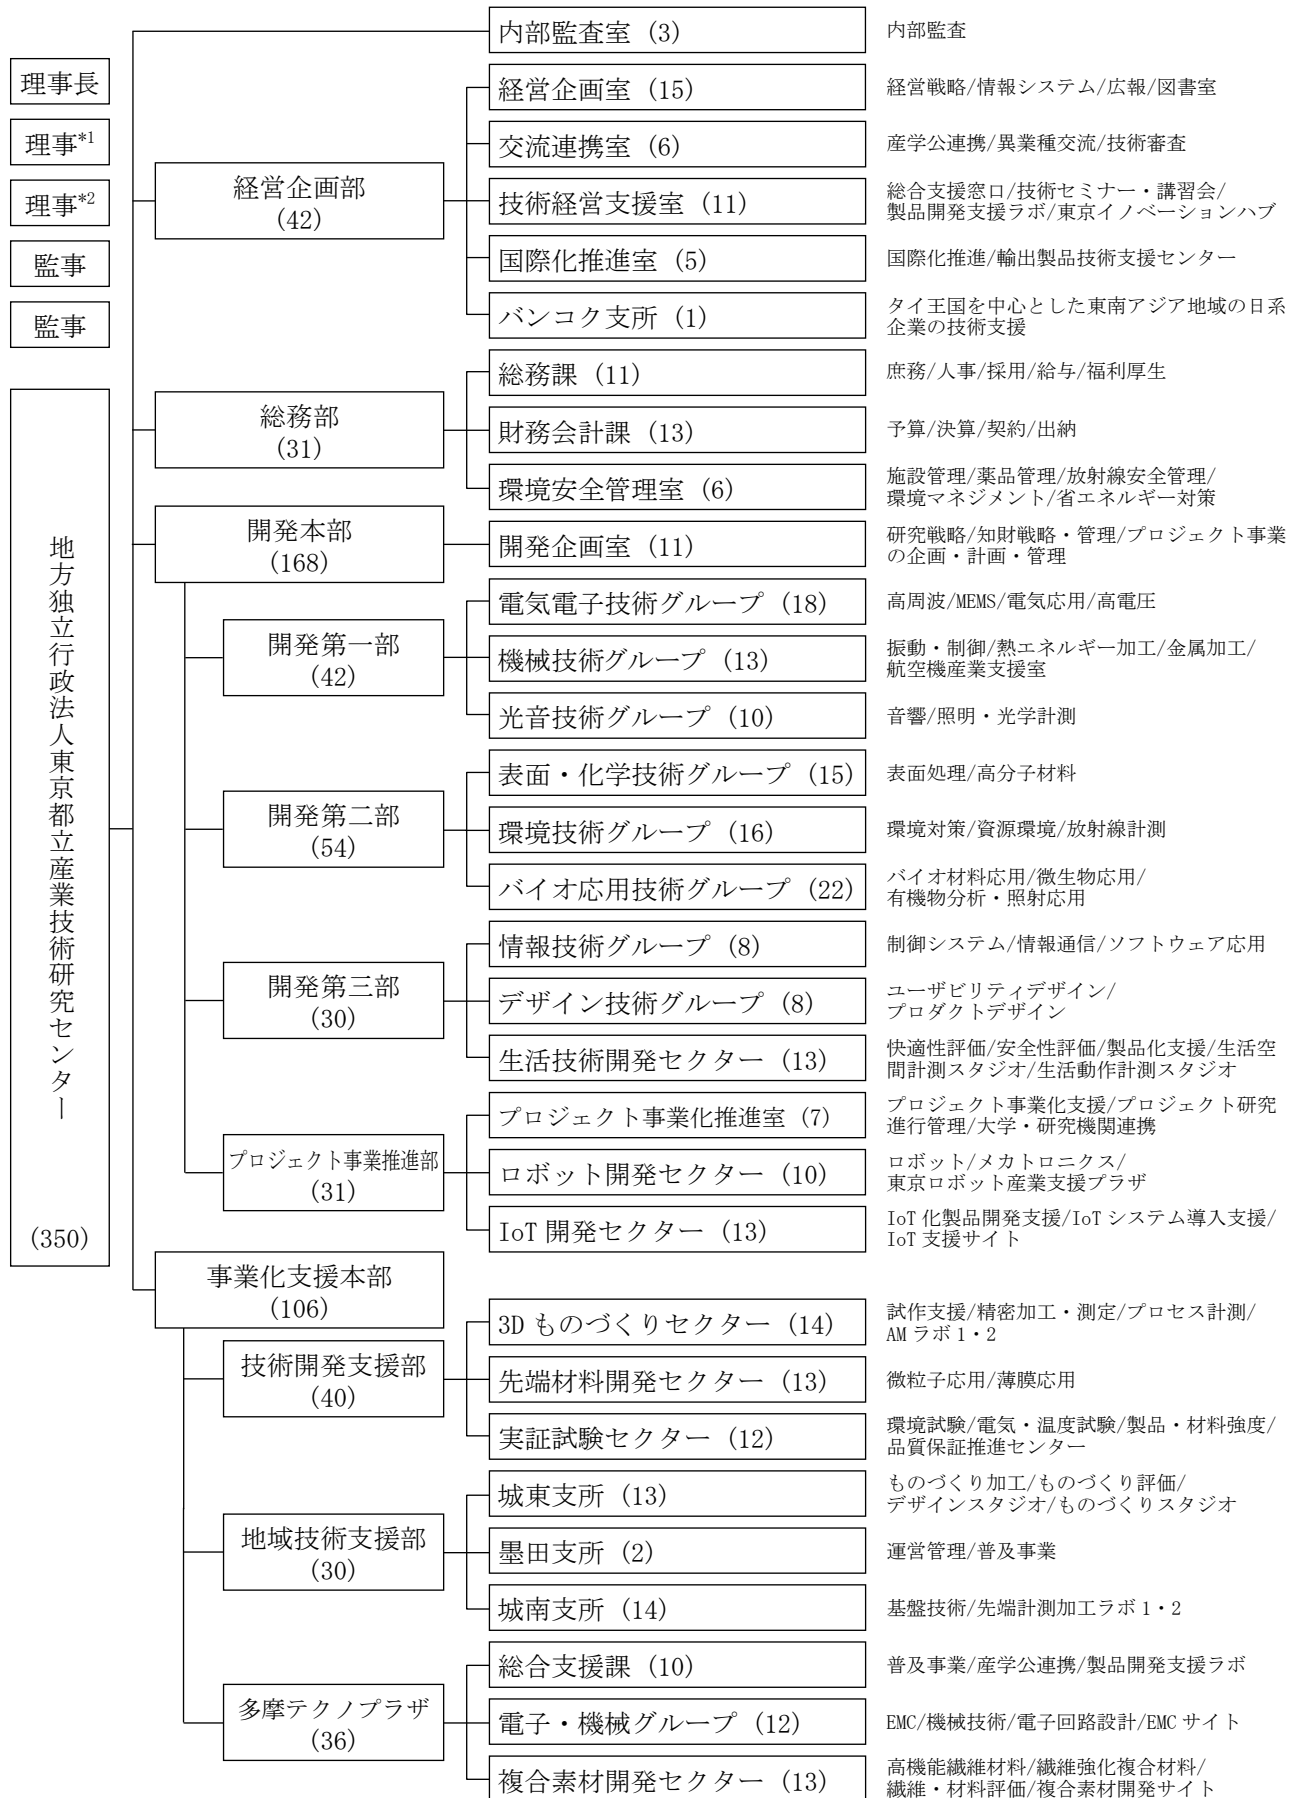 理事長
理事*1
理事*2
監事
監事
地方独立行政法人東京都立産業技術研究センター
(350)
内部監査室 (3)
内部監査
経営企画部
(42)
経営企画室 (15)
経営戦略/情報システム/広報/図書室
交流連携室 (6)
産学公連携/異業種交流/技術審査
技術経営支援室 (11)
総合支援窓口/技術セミナー・講習会/
製品開発支援ラボ/東京イノベーションハブ
国際化推進室 (5)
国際化推進/輸出製品技術支援センター
バンコク支所 (1)
タイ王国を中心とした東南アジア地域の日系
企業の技術支援
総務部
(31)
総務課 (11)
庶務/人事/採用/給与/福利厚生
財務会計課 (13)
予算/決算/契約/出納
環境安全管理室 (6)
施設管理/薬品管理/放射線安全管理/
環境マネジメント/省エネルギー対策
開発本部
(168)
開発企画室 (11)
研究戦略/知財戦略・管理/プロジェクト事業
の企画・計画・管理
開発第一部
(42)
電気電子技術グループ (18)
高周波/MEMS/電気応用/高電圧
機械技術グループ (13)
振動・制御/熱エネルギー加工/金属加工/
航空機産業支援室
光音技術グループ (10)
音響/照明・光学計測
開発第二部
(54)
表面・化学技術グループ (15)
表面処理/高分子材料
環境技術グループ (16)
環境対策/資源環境/放射線計測
バイオ応用技術グループ (22)
バイオ材料応用/微生物応用/
有機物分析・照射応用
開発第三部
(30)
情報技術グループ (8)
制御システム/情報通信/ソフトウェア応用
デザイン技術グループ (8)
ユーザビリティデザイン/
プロダクトデザイン
生活技術開発セクター (13)
快適性評価/安全性評価/製品化支援/生活空
間計測スタジオ/生活動作計測スタジオ
プロジェクト事業推進部
(31)
プロジェクト事業化推進室 (7)
プロジェクト事業化支援/プロジェクト研究
進行管理/大学・研究機関連携
ロボット開発セクター (10)
ロボット/メカトロニクス/
東京ロボット産業支援プラザ
IoT 開発セクター (13)
IoT 化製品開発支援/IoT システム導入支援/
IoT 支援サイト
事業化支援本部
(106)
技術開発支援部
(40)
3D ものづくりセクター (14)
試作支援/精密加工・測定/プロセス計測/
AM ラボ 1・2
先端材料開発セクター (13)
微粒子応用/薄膜応用
実証試験セクター (12)
環境試験/電気・温度試験/製品・材料強度/
品質保証推進センター
地域技術支援部
(30)
城東支所 (13)
ものづくり加工/ものづくり評価/
デザインスタジオ/ものづくりスタジオ
墨田支所 (2)
運営管理/普及事業
城南支所 (14)
基盤技術/先端計測加工ラボ 1・2
多摩テクノプラザ
(36)
総合支援課 (10)
普及事業/産学公連携/製品開発支援ラボ
電子・機械グループ (12)
EMC/機械技術/電子回路設計/EMC サイト
複合素材開発セクター (13)
高機能繊維材料/繊維強化複合材料/
繊維・材料評価/複合素材開発サイト